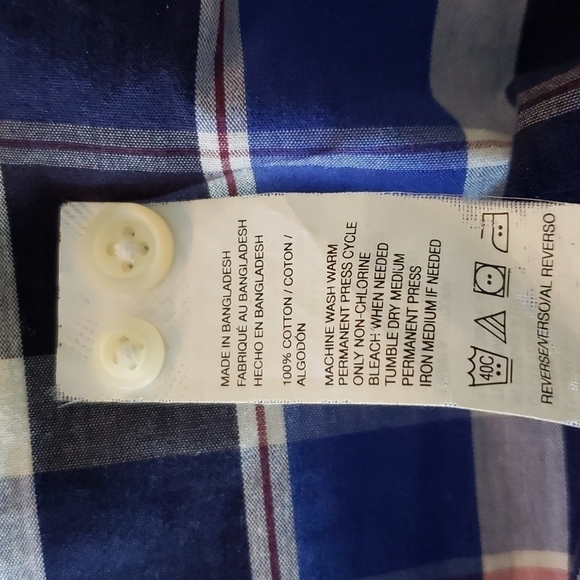 MADE IN BANGLADESH
FABRIQUÉ AU BANGLADESH
HECHO EN BANGLADESH
100% COTTON / COTON /
ALGODÓN
MACHINE WASH WARM
PERMANENT PRESS CYCLE
ONLY NON-CHLORINE
BLEACH WHEN NEEDED
TUMBLE DRY MEDIUM
PERMANENT PRESS
IRON MEDIUM IF NEEDED
40C
REVERSE/VERSO/AL REVERSO